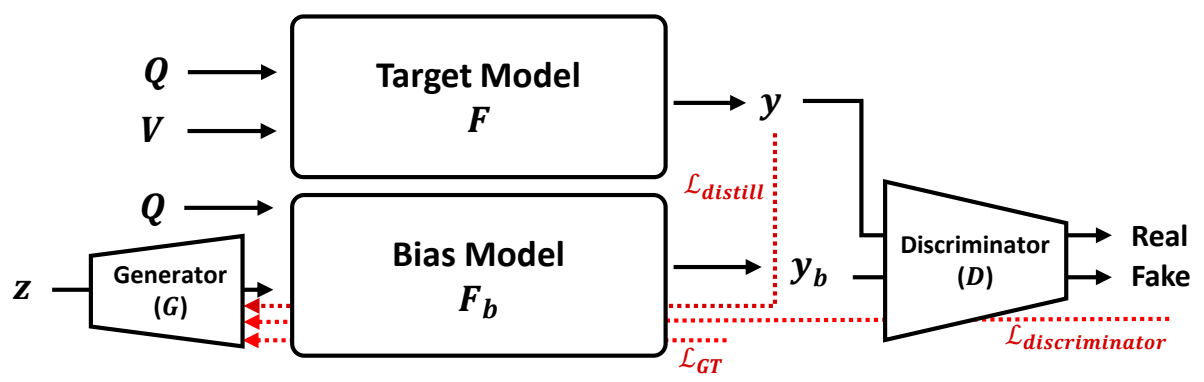 Q
V
Target Model
F
y
ℒ_distill
Q
z
Generator
(G)
Bias Model
F_b
y_b
Discriminator
(D)
Real
Fake
ℒ_discriminator
ℒ_GT